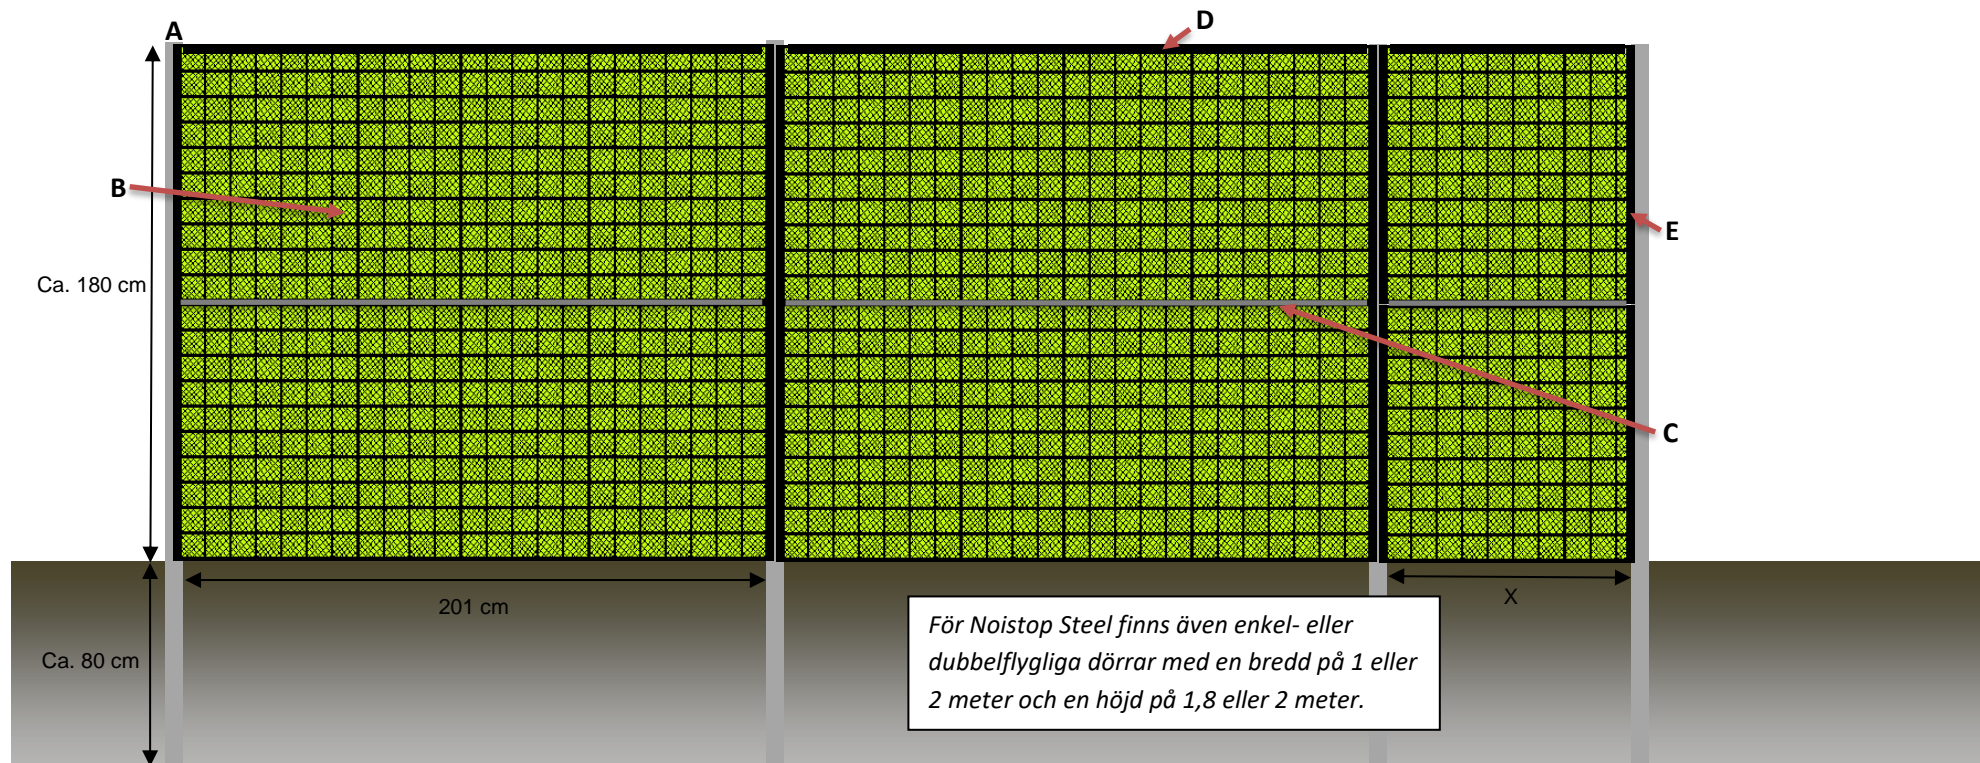 A
D
B
E
Ca. 180 cm
C
201 cm
X
Ca. 80 cm
För Noistop Steel finns även enkel- eller
dubbelflygliga dörrar med en bredd på 1 eller
2 meter och en höjd på 1,8 eller 2 meter.